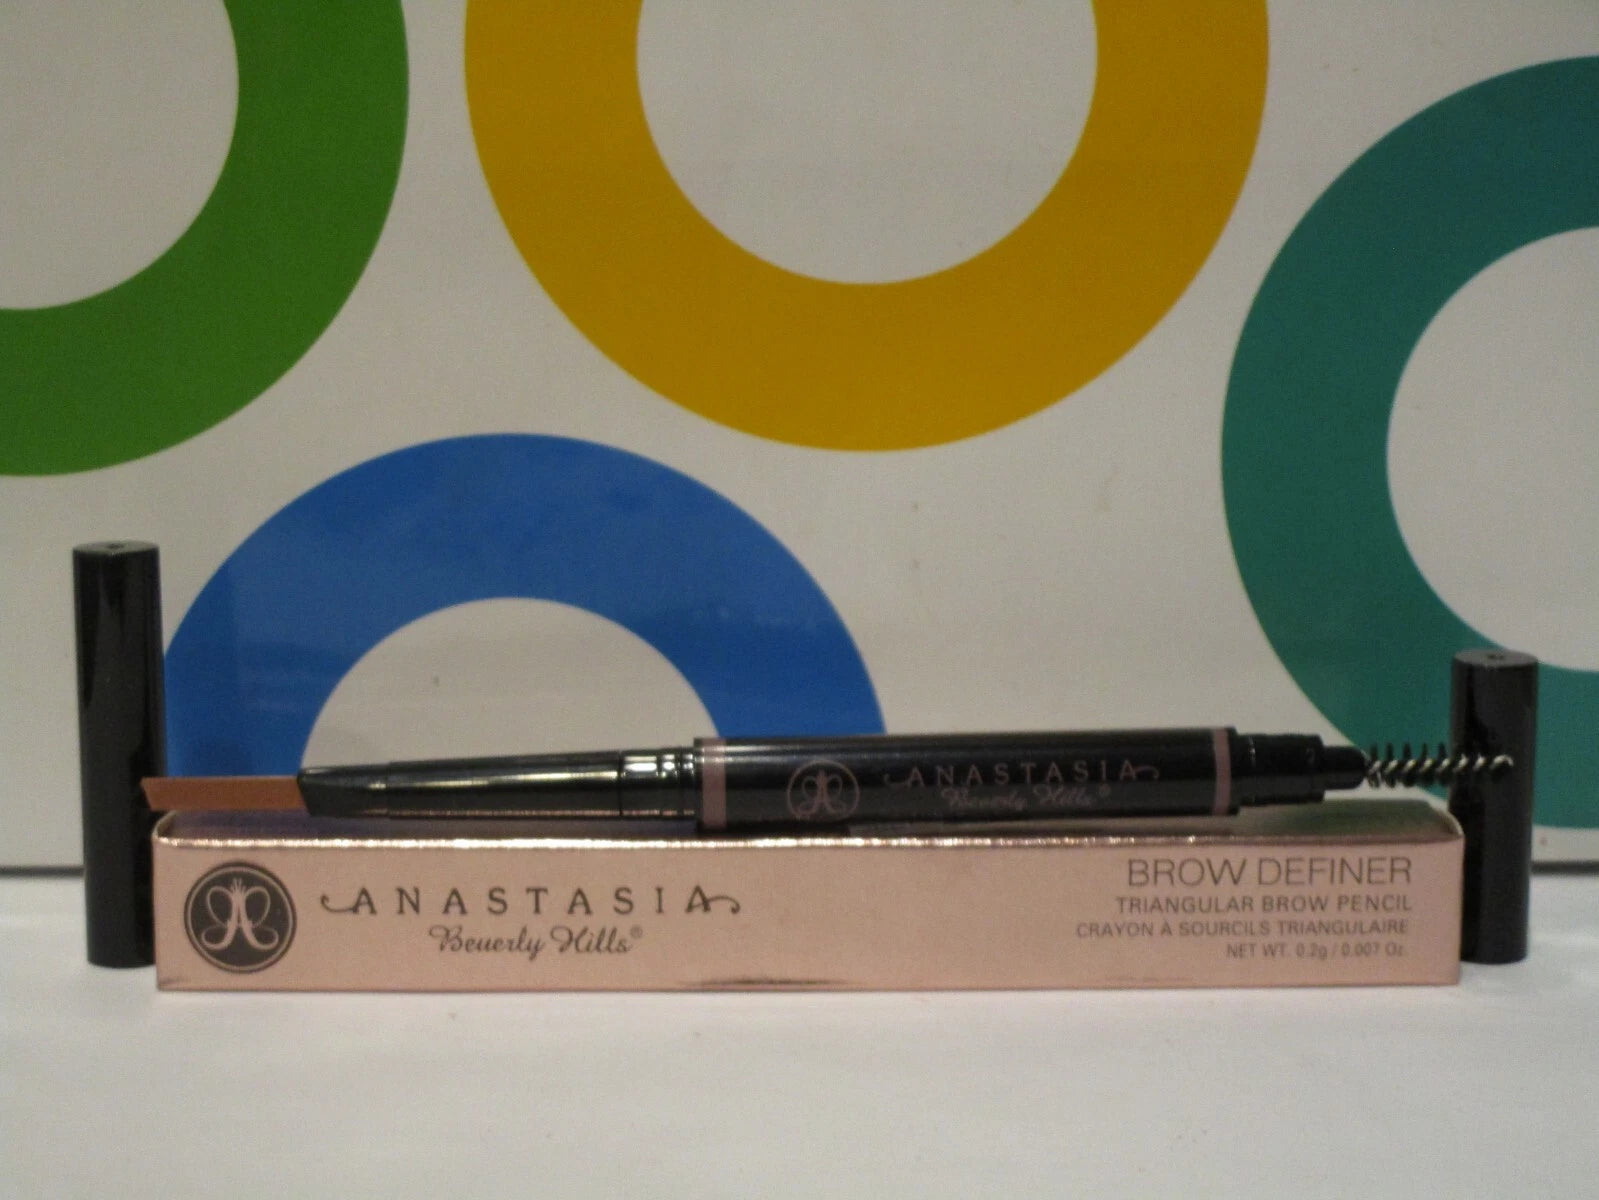 ANASTASIA
Beverly Hills®
ANASTASIA
Beverly Hills®
BROW DEFINER
TRIANGULAR BROW PENCIL
CRAYON À SOURCILS TRIANGULAIRE
NET WT. 0.2g / 0.007 Oz.